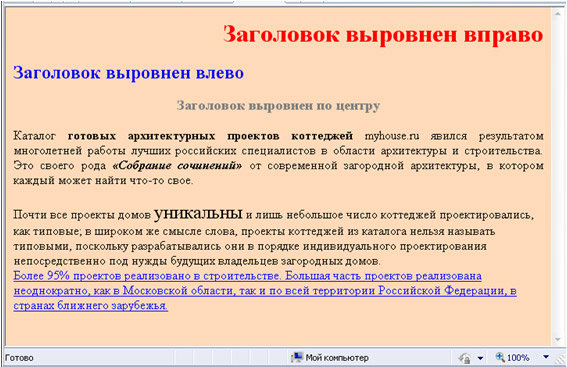 Заголовок выровнен вправо
Заголовок выровнен влево
Заголовок выровнен по центру
Каталог готовых архитектурных проектов коттеджей myhouse.ru явился результатом
многолетней работы лучших российских специалистов в области архитектуры и строительства.
Это своего рода «Собрание сочинений» от современной загородной архитектуры, в котором
каждый может найти что-то свое.
Почти все проекты домов уникальны и лишь небольшое число коттеджей проектировались,
как типовые; в широком же смысле слова, проекты коттеджей из каталога нельзя называть
типовыми, поскольку разрабатывались они в порядке индивидуального проектирования
непосредственно под нужды будущих владельцев загородных домов.
Более 95% проектов реализовано в строительстве. Большая часть проектов реализована
неоднократно, как в Московской области, так и по всей территории Российской Федерации, в
странах ближнего зарубежья.
Готово Мой компьютер 100%